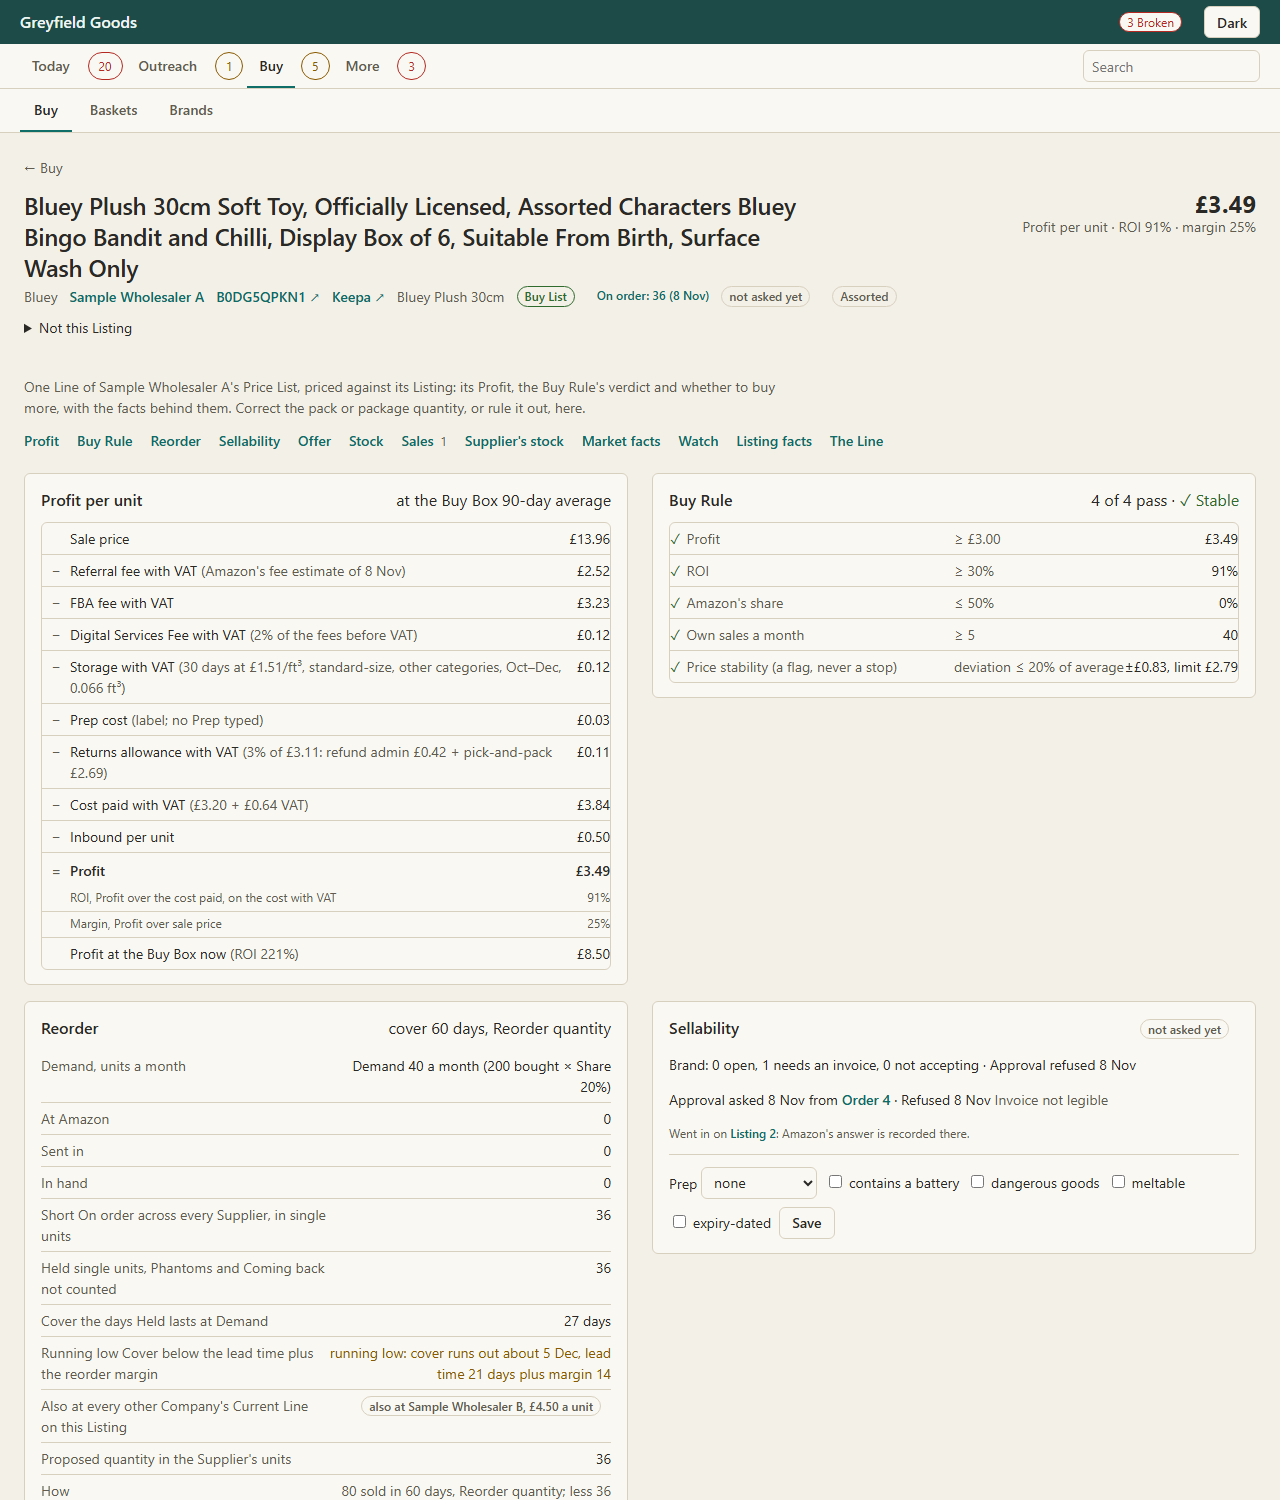 Greyfield Goods
3 Broken
Dark
Today 20 Outreach 1 Buy 5 More 3
Search
Buy Baskets Brands
← Buy
Bluey Plush 30cm Soft Toy, Officially Licensed, Assorted Characters Bluey
Bingo Bandit and Chilli, Display Box of 6, Suitable From Birth, Surface
Wash Only
£3.49
Profit per unit · ROI 91% · margin 25%
Bluey Sample Wholesaler A B0DG5QPKN1 ↗ Keepa ↗ Bluey Plush 30cm Buy List On order: 36 (8 Nov) not asked yet Assorted
▶ Not this Listing
One Line of Sample Wholesaler A's Price List, priced against its Listing: its Profit, the Buy Rule's verdict and whether to buy
more, with the facts behind them. Correct the pack or package quantity, or rule it out, here.
Profit Buy Rule Reorder Sellability Offer Stock Sales 1 Supplier's stock Market facts Watch Listing facts The Line
Profit per unit at the Buy Box 90-day average
Sale price £13.96
− Referral fee with VAT (Amazon's fee estimate of 8 Nov) £2.52
− FBA fee with VAT £3.23
− Digital Services Fee with VAT (2% of the fees before VAT) £0.12
− Storage with VAT (30 days at £1.51/ft³, standard-size, other categories, Oct–Dec, £0.12
0.066 ft³)
− Prep cost (label; no Prep typed) £0.03
− Returns allowance with VAT (3% of £3.11: refund admin £0.42 + pick-and-pack £0.11
£2.69)
− Cost paid with VAT (£3.20 + £0.64 VAT) £3.84
− Inbound per unit £0.50
= Profit £3.49
ROI, Profit over the cost paid, on the cost with VAT 91%
Margin, Profit over sale price 25%
Profit at the Buy Box now (ROI 221%) £8.50
Buy Rule 4 of 4 pass · ✓ Stable
✓ Profit ≥ £3.00 £3.49
✓ ROI ≥ 30% 91%
✓ Amazon's share ≤ 50% 0%
✓ Own sales a month ≥ 5 40
✓ Price stability (a flag, never a stop) deviation ≤ 20% of average ±£0.83, limit £2.79
Reorder cover 60 days, Reorder quantity
Demand, units a month Demand 40 a month (200 bought × Share
20%)
At Amazon 0
Sent in 0
In hand 0
Short On order across every Supplier, in single 36
units
Held single units, Phantoms and Coming back 36
not counted
Cover the days Held lasts at Demand 27 days
Running low Cover below the lead time plus running low: cover runs out about 5 Dec, lead
the reorder margin time 21 days plus margin 14
Also at every other Company's Current Line also at Sample Wholesaler B, £4.50 a unit
on this Listing
Proposed quantity in the Supplier's units 36
How 80 sold in 60 days, Reorder quantity; less 36
Sellability not asked yet
Brand: 0 open, 1 needs an invoice, 0 not accepting · Approval refused 8 Nov
Approval asked 8 Nov from Order 4 · Refused 8 Nov Invoice not legible
Went in on Listing 2: Amazon's answer is recorded there.
Prep none contains a battery dangerous goods meltable
expiry-dated Save